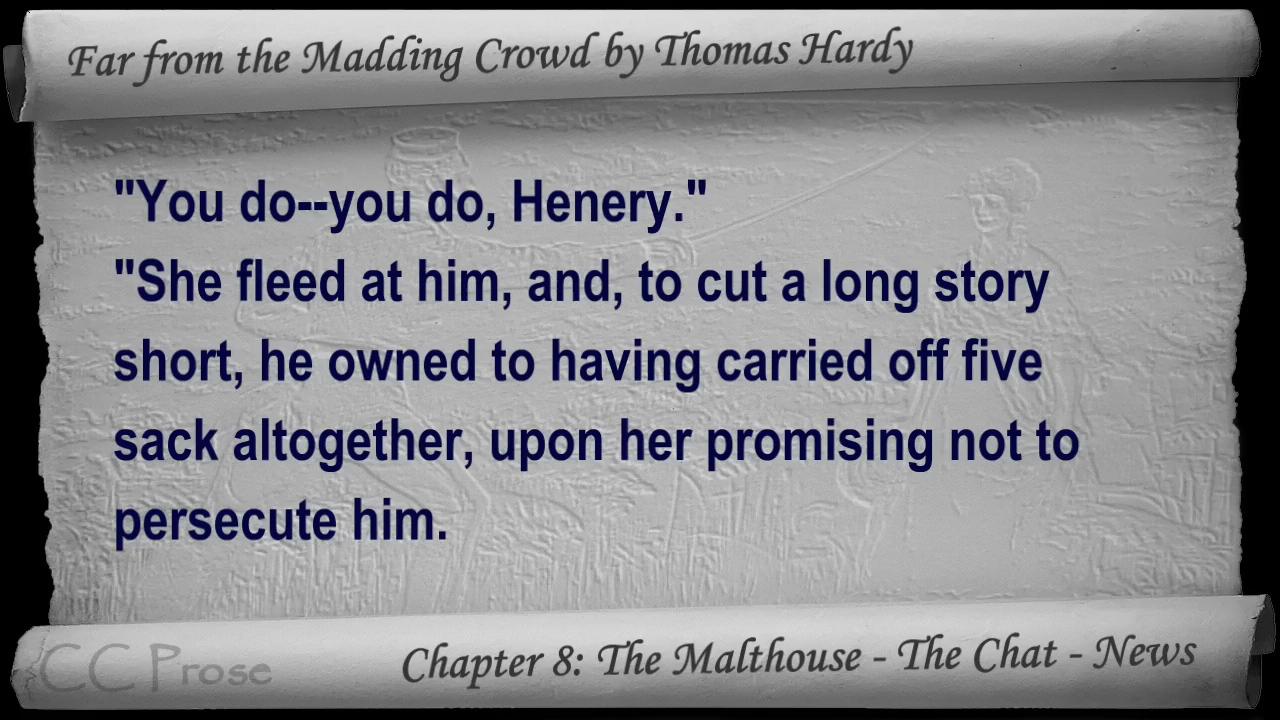 Far from the Madding Crowd by Thomas Hardy
"You do--you do, Henery."
"She fleed at him, and, to cut a long story
short, he owned to having carried off five
sack altogether, upon her promising not to
persecute him.
CC Prose
Chapter 8: The Malthouse - The Chat - News